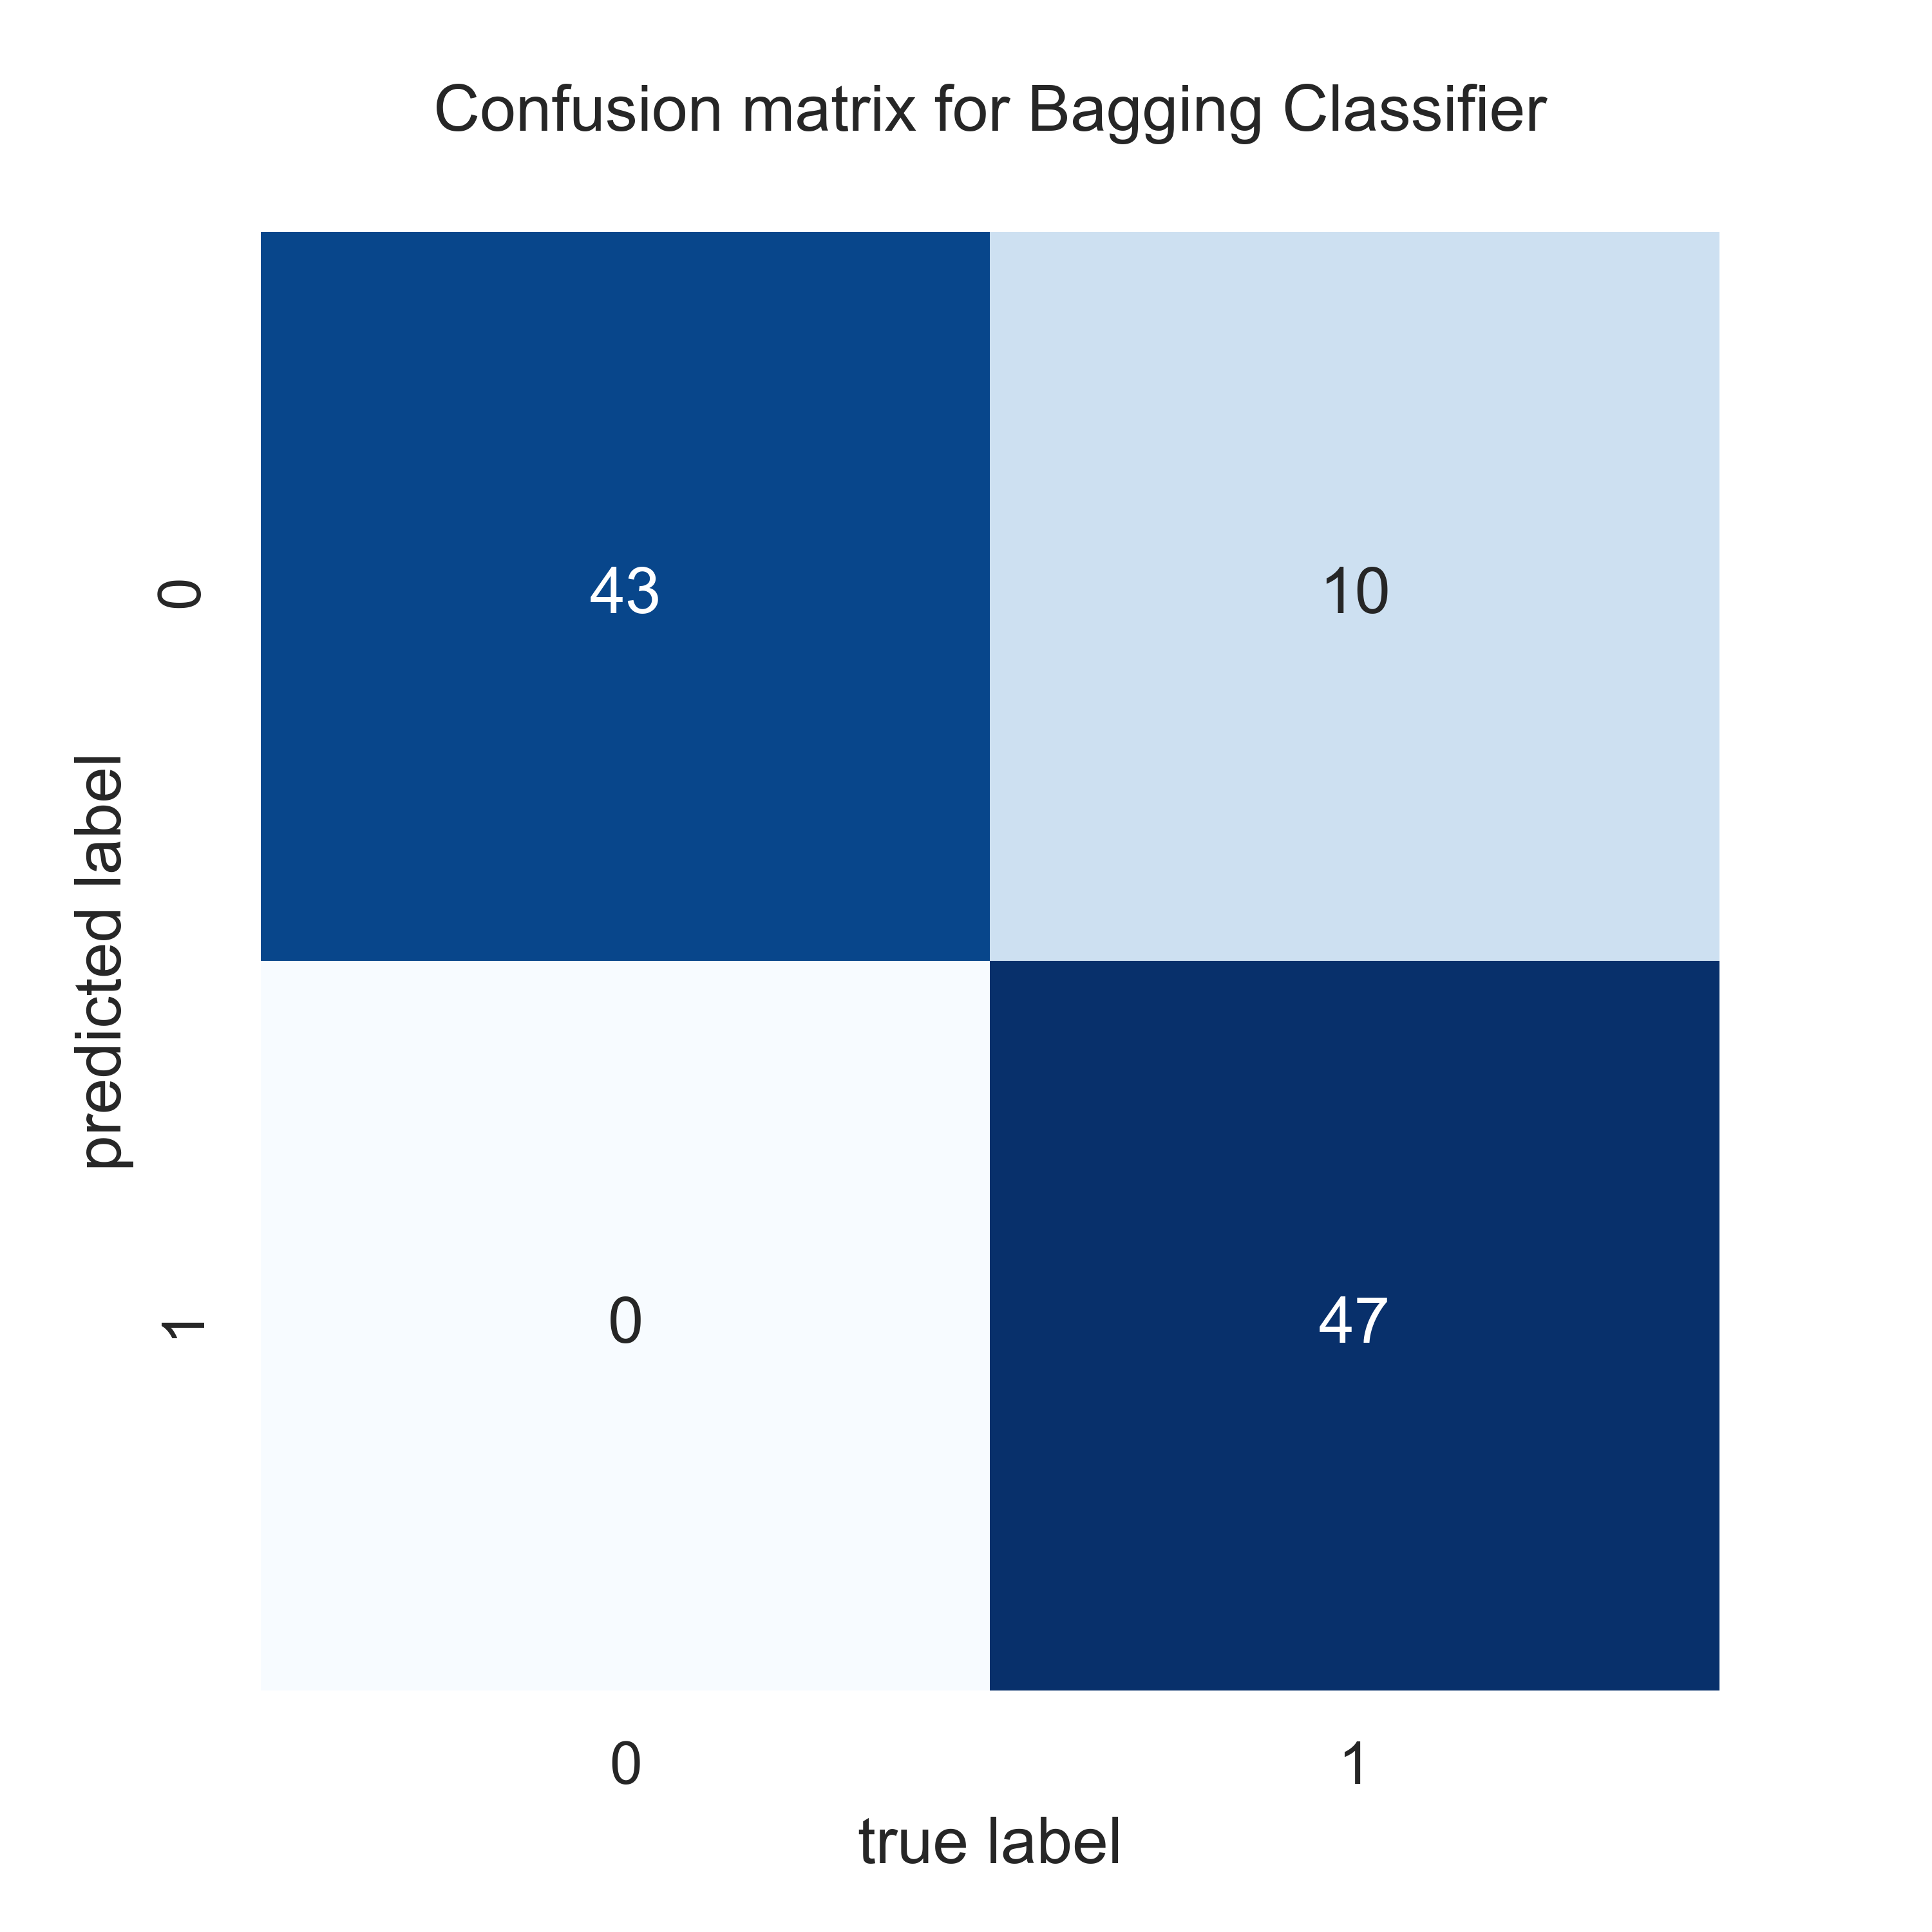 Confusion matrix for Bagging Classifier
predicted label
0
43
10
1
0
47
0
1
true label